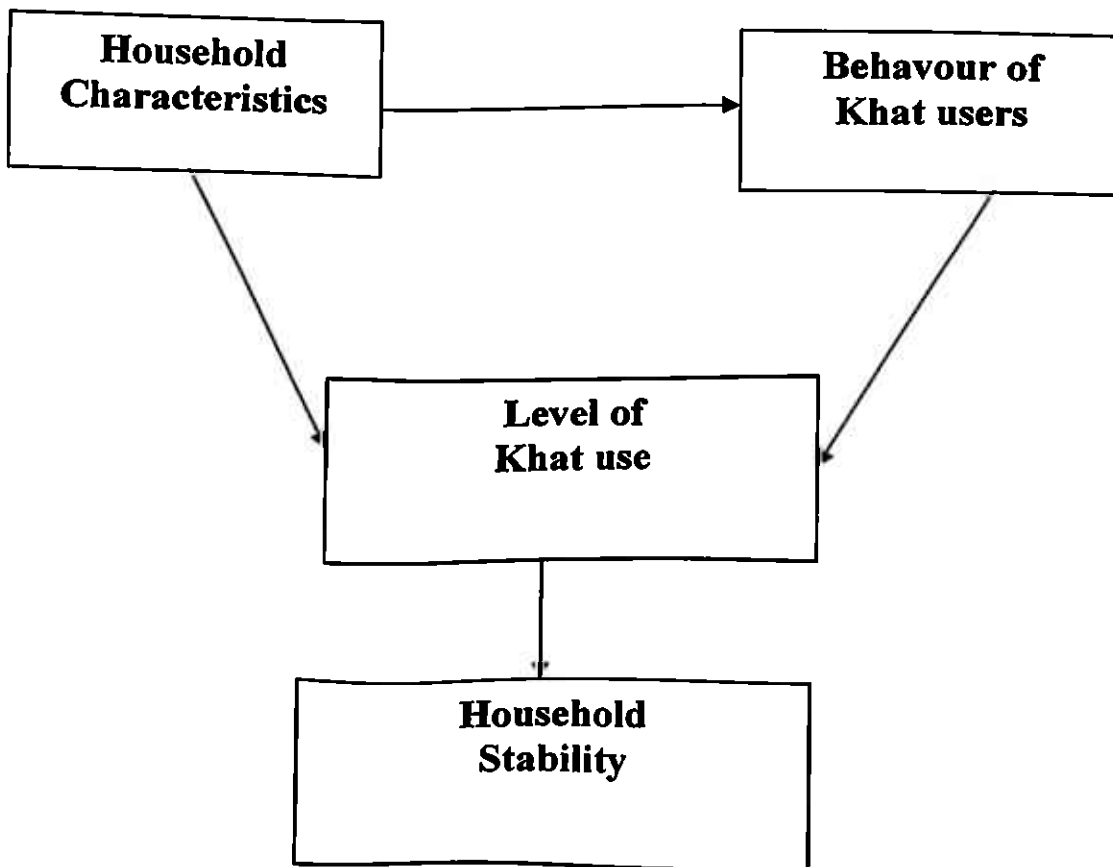 Household
Characteristics
Behavour of
Khat users
Level of
Khat use
Household
Stability